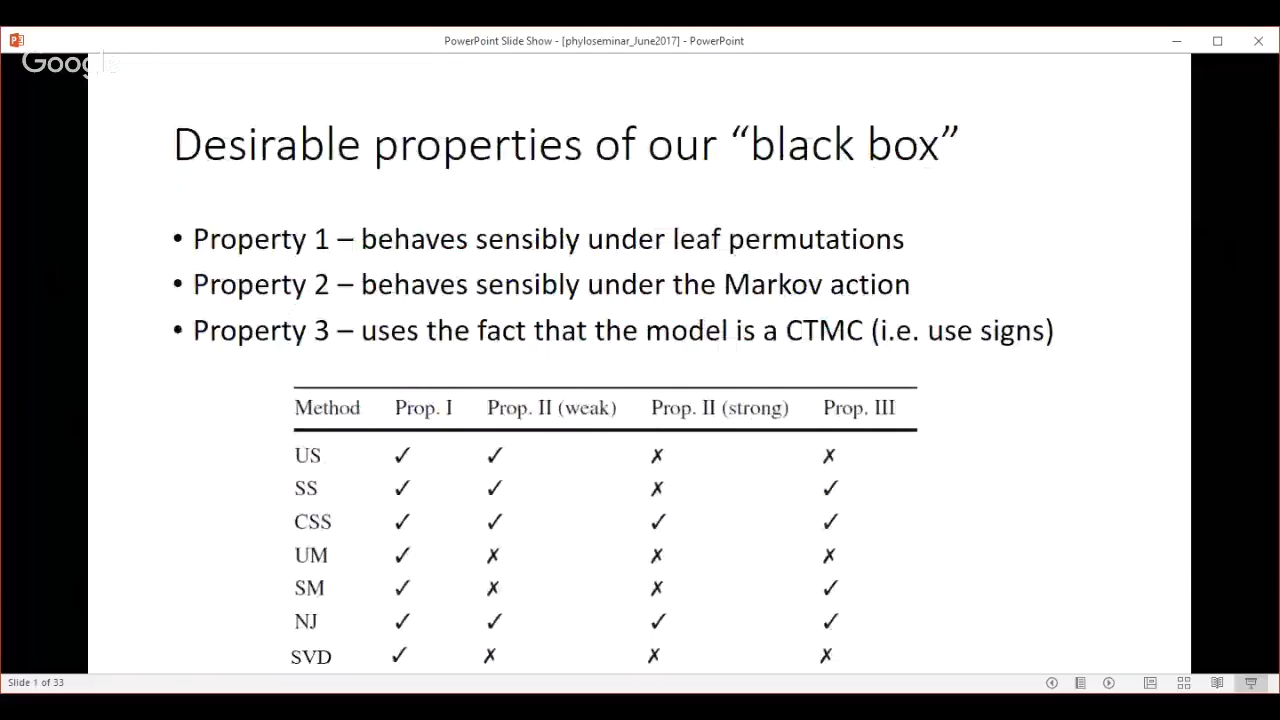 PowerPoint Slide Show - [phyloseminar_June2017] - PowerPoint
Google
Desirable properties of our “black box”
• Property 1 – behaves sensibly under leaf permutations
• Property 2 – behaves sensibly under the Markov action
• Property 3 – uses the fact that the model is a CTMC (i.e. use signs)
Method Prop. I Prop. II (weak) Prop. II (strong) Prop. III
US ✓ ✓ ✗ ✗
SS ✓ ✓ ✗ ✓
CSS ✓ ✓ ✓ ✓
UM ✓ ✗ ✗ ✗
SM ✓ ✗ ✗ ✓
NJ ✓ ✓ ✓ ✓
SVD ✓ ✗ ✗ ✗
Slide 1 of 33